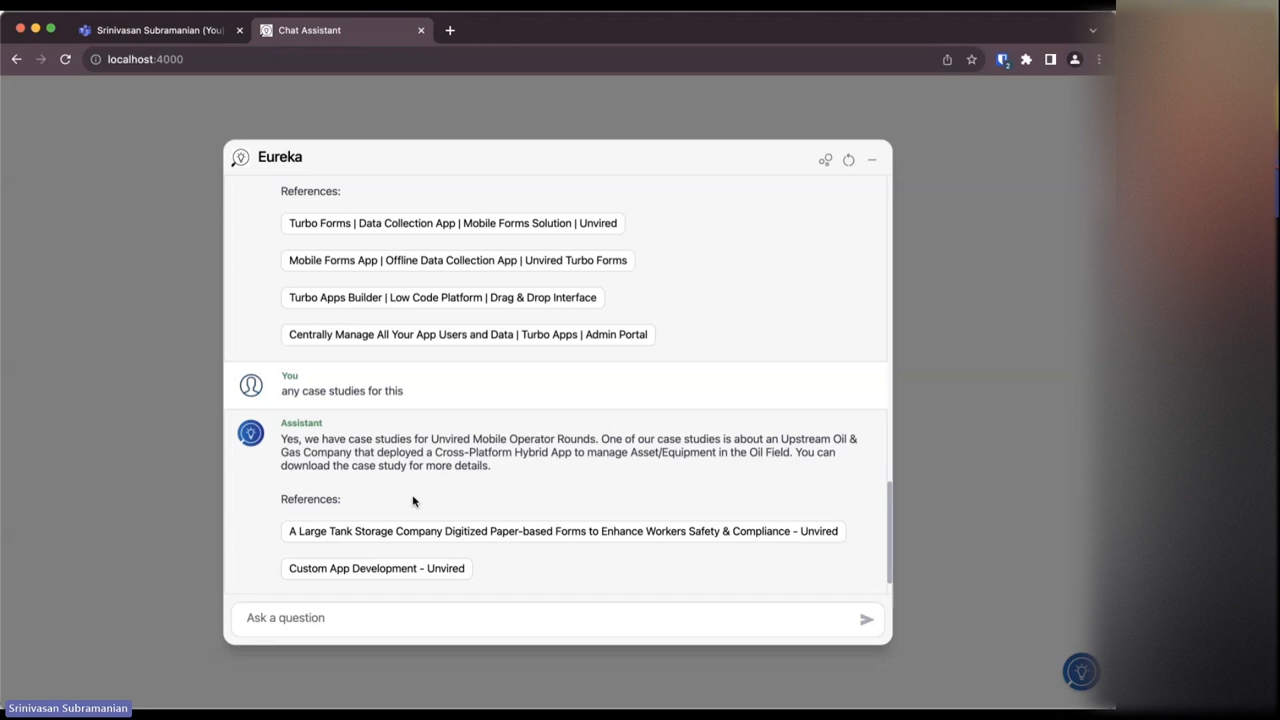 Srinivasan Subramanian (You)
Chat Assistant
localhost:4000
2
Eureka
References:
Turbo Forms | Data Collection App | Mobile Forms Solution | Unvired
Mobile Forms App | Offline Data Collection App | Unvired Turbo Forms
Turbo Apps Builder | Low Code Platform | Drag & Drop Interface
Centrally Manage All Your App Users and Data | Turbo Apps | Admin Portal
You
any case studies for this
Assistant
Yes, we have case studies for Unvired Mobile Operator Rounds. One of our case studies is about an Upstream Oil &
Gas Company that deployed a Cross-Platform Hybrid App to manage Asset/Equipment in the Oil Field. You can
download the case study for more details.
References:
A Large Tank Storage Company Digitized Paper-based Forms to Enhance Workers Safety & Compliance - Unvired
Custom App Development - Unvired
Ask a question
Srinivasan Subramanian